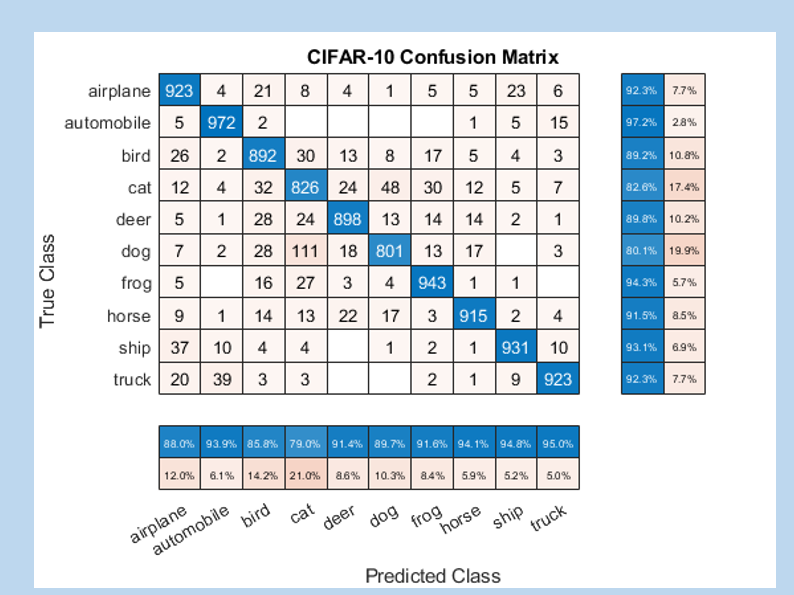 CIFAR-10 Confusion Matrix
airplane 923 4 21 8 4 1 5 5 23 6 92.3% 7.7%
automobile 5 972 2 1 5 15 97.2% 2.8%
bird 26 2 892 30 13 8 17 5 4 3 89.2% 10.8%
cat 12 4 32 826 24 48 30 12 5 7 82.6% 17.4%
deer 5 1 28 24 898 13 14 14 2 1 89.8% 10.2%
dog 7 2 28 111 18 801 13 17 3 80.1% 19.9%
frog 5 16 27 3 4 943 1 1 94.3% 5.7%
horse 9 1 14 13 22 17 3 915 2 4 91.5% 8.5%
ship 37 10 4 4 1 2 1 931 10 93.1% 6.9%
truck 20 39 3 3 2 1 9 923 92.3% 7.7%
True Class
88.0% 93.9% 85.8% 79.0% 91.4% 89.7% 91.6% 94.1% 94.8% 95.0%
12.0% 6.1% 14.2% 21.0% 8.6% 10.3% 8.4% 5.9% 5.2% 5.0%
airplane automobile bird cat deer dog frog horse ship truck
Predicted Class